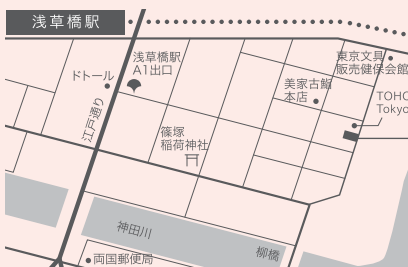 浅草橋駅
浅草橋駅
A1出口
ドトール
東京文具
販売健保会館
美家古鮨
本店
TOHO
Tokyo
江戸通り
篠塚
稲荷神社
神田川
柳橋
両国郵便局